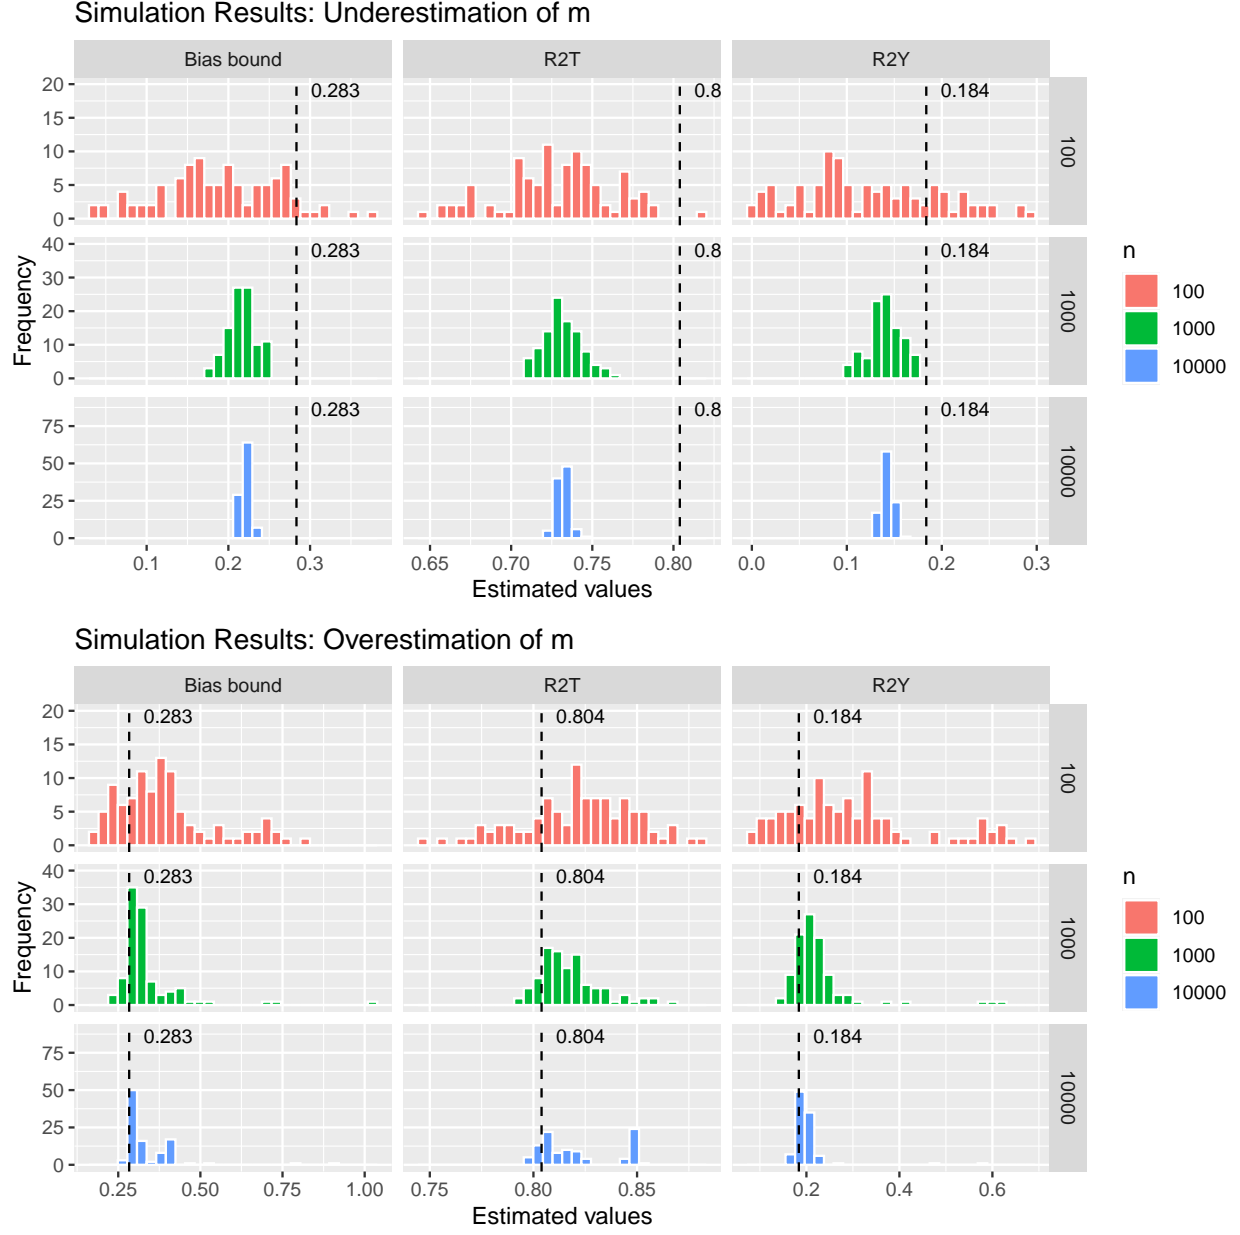 Simulation Results: Underestimation of m
Bias bound R2T R2Y
20
15
10
5
0
0.283 0.8 0.184
100
40
30
20
10
0
0.283 0.8 0.184
1000
75
50
25
0
0.283 0.8 0.184
10000
Frequency
0.1 0.2 0.3 0.65 0.70 0.75 0.80 0.0 0.1 0.2 0.3
Estimated values
n
100
1000
10000
Simulation Results: Overestimation of m
Bias bound R2T R2Y
20
15
10
5
0
0.283 0.804 0.184
100
40
30
20
10
0
0.283 0.804 0.184
1000
75
50
25
0
0.283 0.804 0.184
10000
Frequency
0.25 0.50 0.75 1.00 0.75 0.80 0.85 0.2 0.4 0.6
Estimated values
n
100
1000
10000